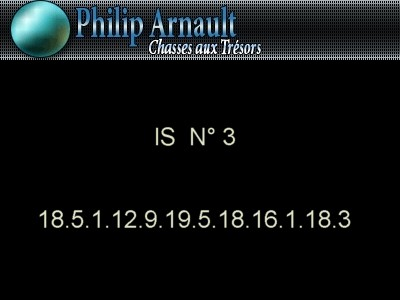 Philip Arnault
Chasses aux Trésors
IS N° 3
18.5.1.12.9.19.5.18.16.1.18.3